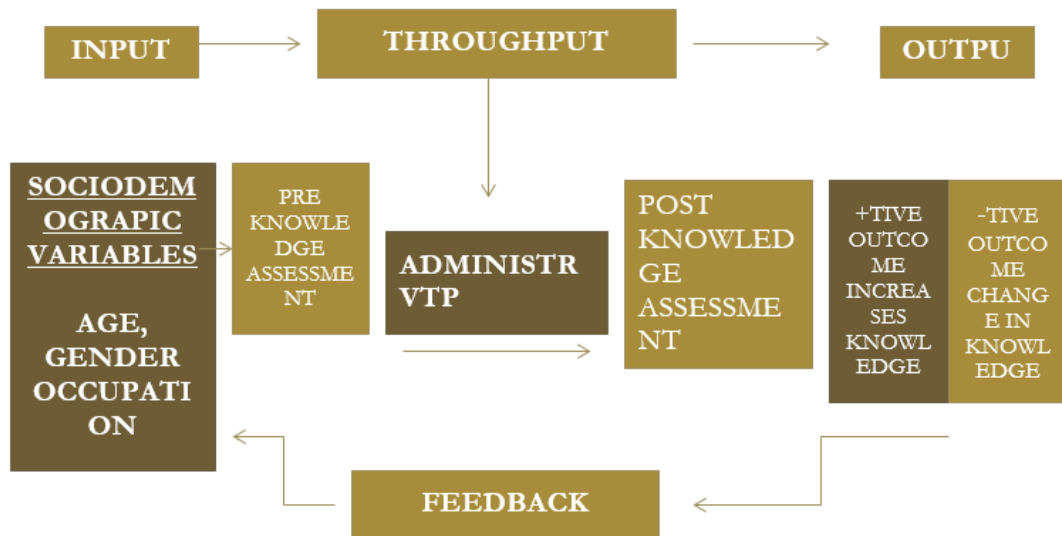 INPUT
THROUGHPUT
OUTPU
SOCIODEM
OGRAPIC
VARIABLES
AGE,
GENDER
OCCUPATI
ON
PRE
KNOWLE
DGE
ASSESSME
NT
ADMINISTR
VTP
POST
KNOWLED
GE
ASSESSME
NT
+TIVE
OUTCO
ME
INCREA
SES
KNOWL
EDGE
-TIVE
OUTCO
ME
CHANG
E IN
KNOWL
EDGE
FEEDBACK